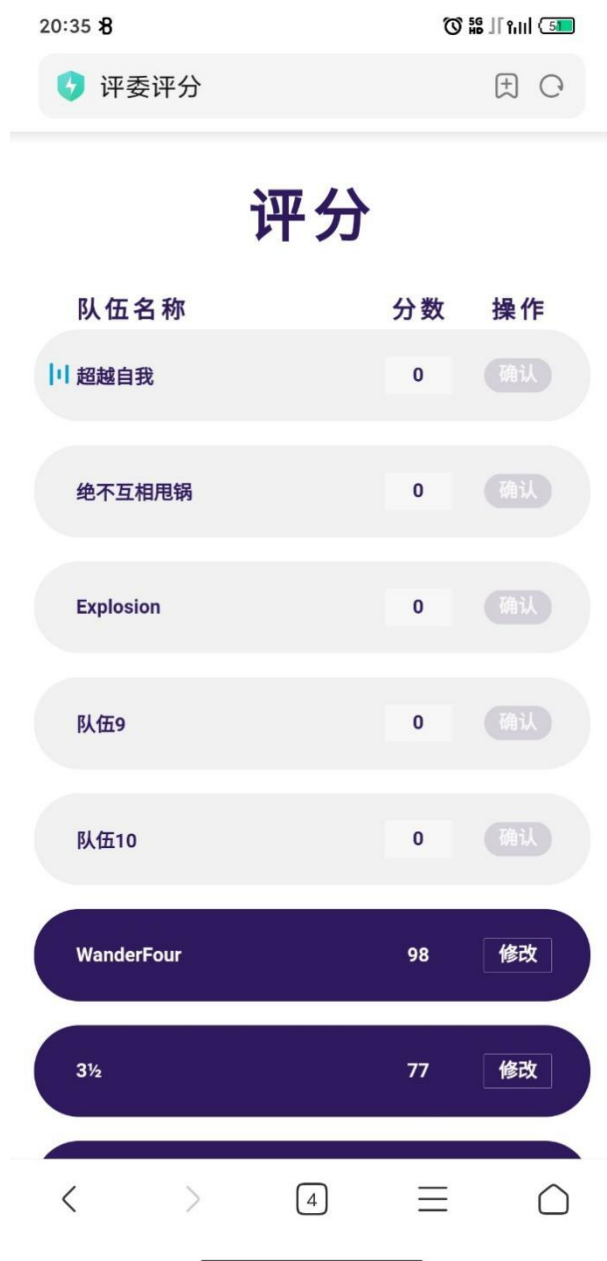 20:35
5G HD 51
评委评分
评分
队伍名称 分数 操作
超越自我 0 确认
绝不互相甩锅 0 确认
Explosion 0 确认
队伍9 0 确认
队伍10 0 确认
WanderFour 98 修改
3½ 77 修改
4